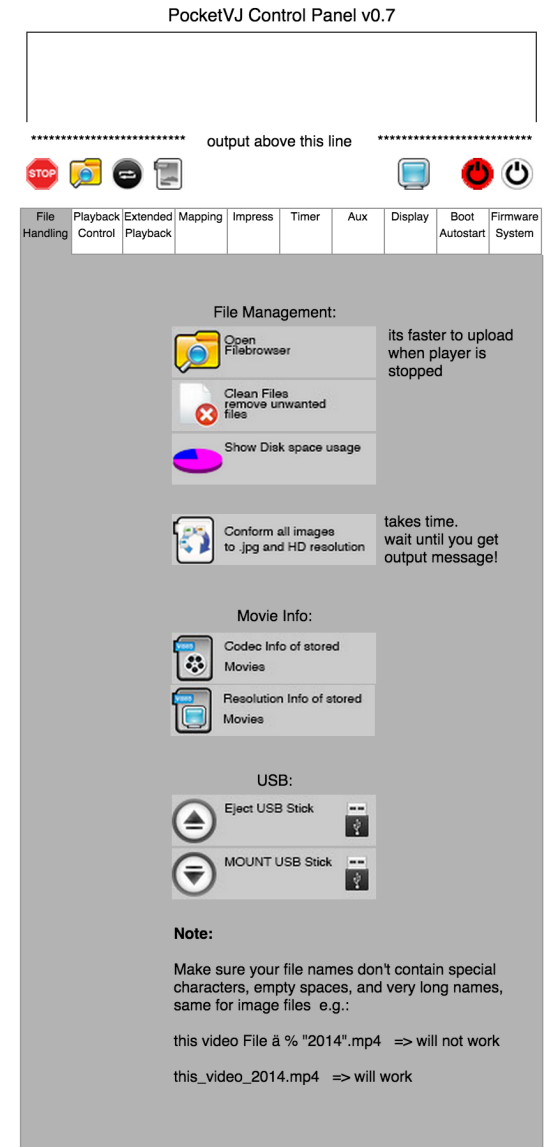 PocketVJ Control Panel v0.7
************************** output above this line **************************
STOP
File Handling
Playback Control
Extended Playback
Mapping
Impress
Timer
Aux
Display
Boot Autostart
Firmware System
File Management:
Open
Filebrowser
its faster to upload
when player is
stopped
Clean Files
remove unwanted
files
Show Disk space usage
Conform all images
to .jpg and HD resolution
takes time.
wait until you get
output message!
Movie Info:
VIDEO
Codec Info of stored
Movies
VIDEO
Resolution Info of stored
Movies
USB:
Eject USB Stick
MOUNT USB Stick
Note:
Make sure your file names don't contain special
characters, empty spaces, and very long names,
same for image files e.g.:
this video File ä % "2014".mp4 => will not work
this_video_2014.mp4 => will work